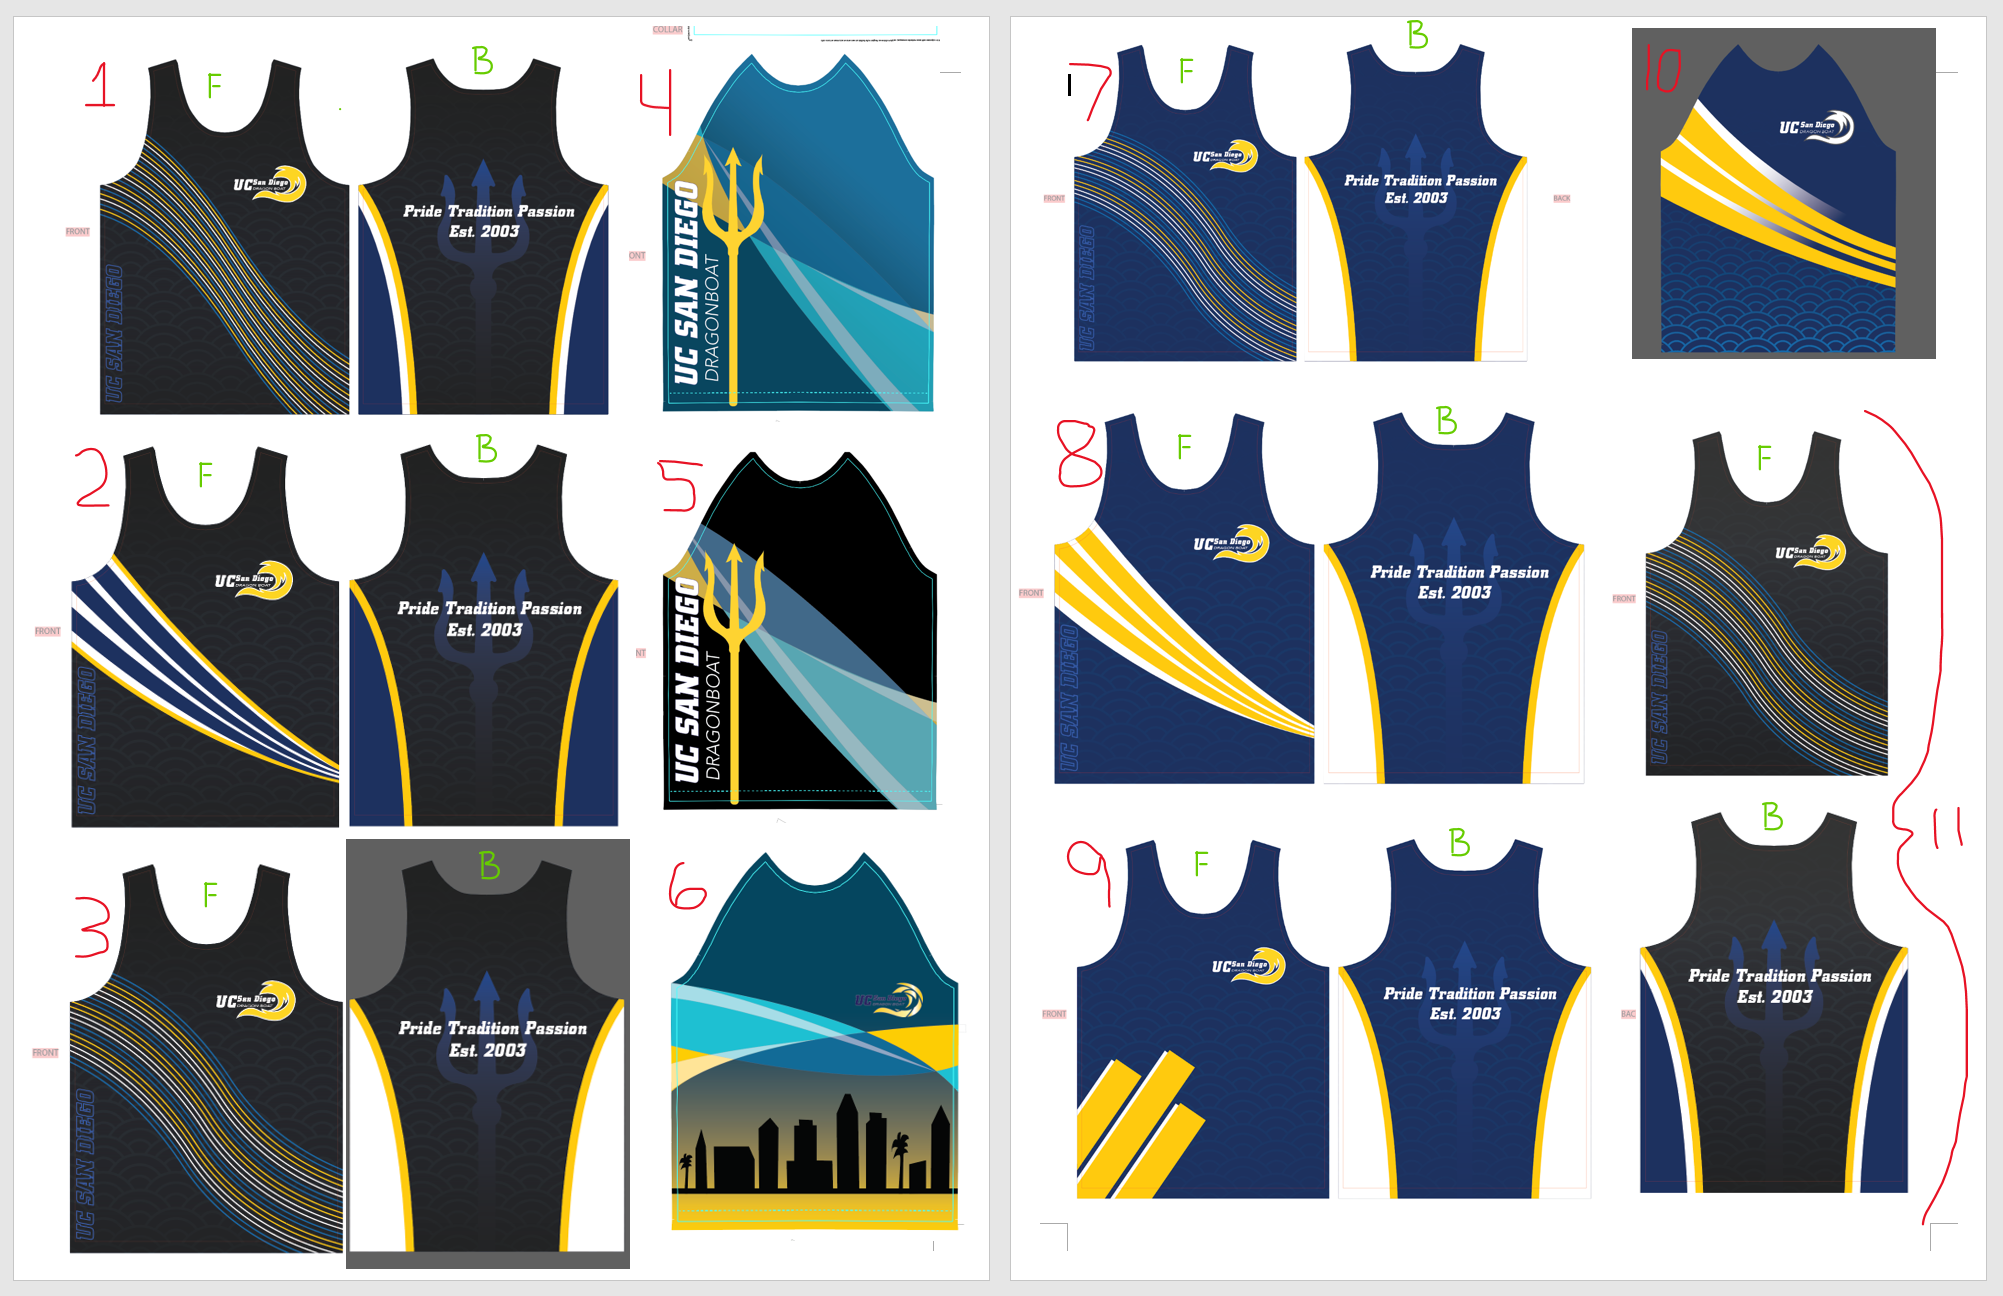 COLLAR
1
F
B
UC San Diego
DRAGON BOAT
FRONT
UC SAN DIEGO
Pride Tradition Passion
Est. 2003
4
ONT
UC SAN DIEGO
DRAGONBOAT
2
F
B
UC San Diego
DRAGON BOAT
FRONT
UC SAN DIEGO
Pride Tradition Passion
Est. 2003
5
NT
UC SAN DIEGO
DRAGONBOAT
3
F
B
UC San Diego
DRAGON BOAT
FRONT
UC SAN DIEGO
Pride Tradition Passion
Est. 2003
6
UC San Diego
DRAGON BOAT
7
F
B
UC San Diego
DRAGON BOAT
FRONT
UC SAN DIEGO
Pride Tradition Passion
Est. 2003
BACK
10
UC San Diego
DRAGON BOAT
8
F
B
UC San Diego
DRAGON BOAT
FRONT
UC SAN DIEGO
Pride Tradition Passion
Est. 2003
F
UC San Diego
DRAGON BOAT
FRONT
UC SAN DIEGO
11
9
F
B
UC San Diego
DRAGON BOAT
FRONT
Pride Tradition Passion
Est. 2003
B
BAC
Pride Tradition Passion
Est. 2003